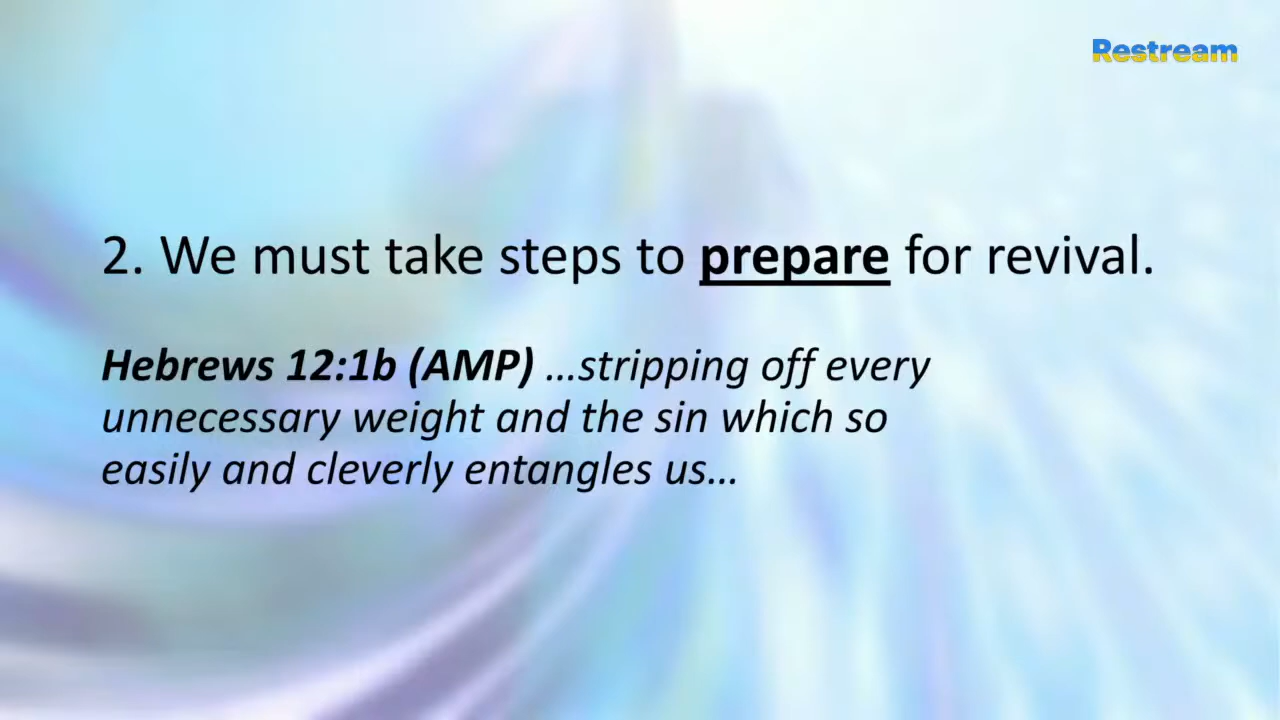 Restream
2. We must take steps to prepare for revival.
Hebrews 12:1b (AMP) ...stripping off every
unnecessary weight and the sin which so
easily and cleverly entangles us...